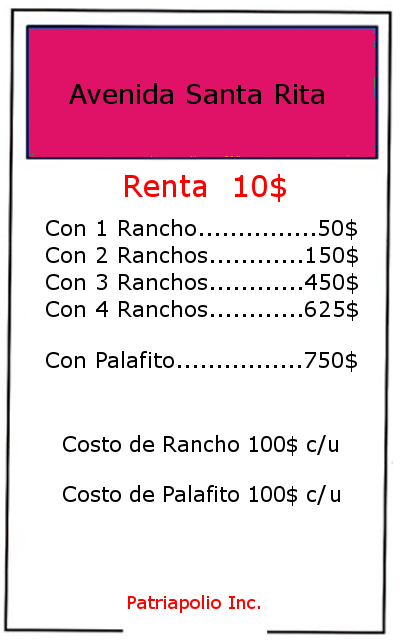 Avenida Santa Rita
Renta 10$
Con 1 Rancho...............50$
Con 2 Ranchos............150$
Con 3 Ranchos............450$
Con 4 Ranchos............625$
Con Palafito................750$
Costo de Rancho 100$ c/u
Costo de Palafito 100$ c/u
Patriapolio Inc.